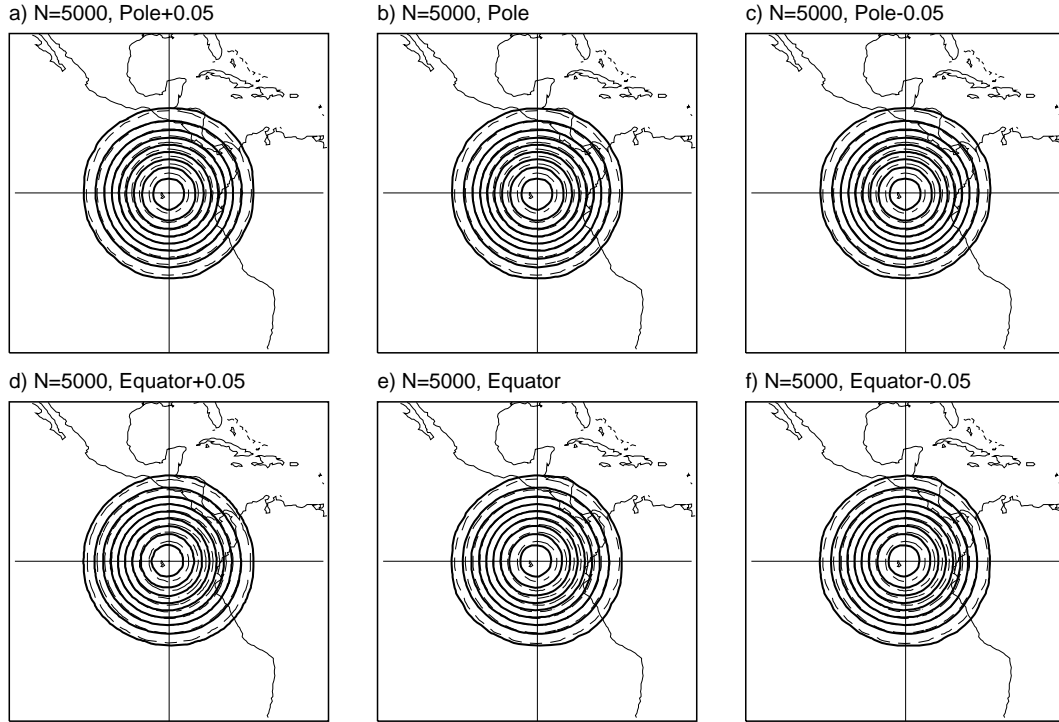 a) N=5000, Pole+0.05
b) N=5000, Pole
c) N=5000, Pole-0.05
d) N=5000, Equator+0.05
e) N=5000, Equator
f) N=5000, Equator-0.05